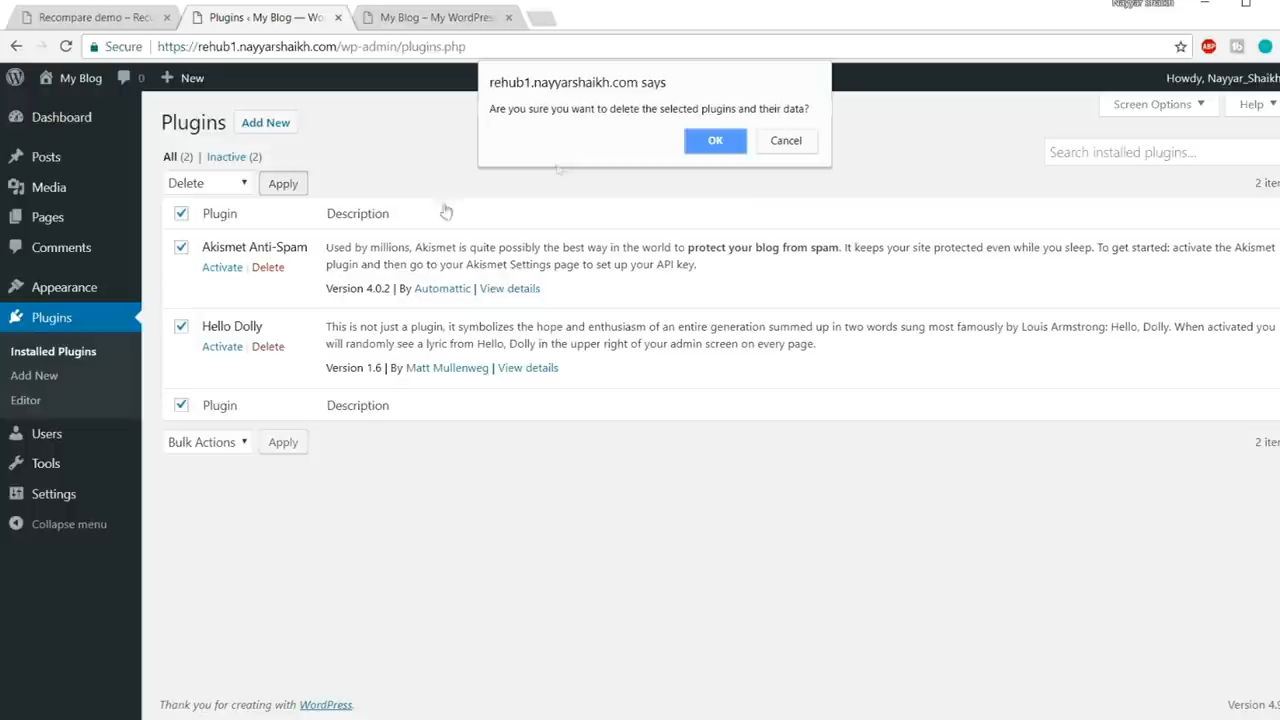 Nayyar Shaikh
Recompare demo – Rec
Plugins ‹ My Blog — Wo
My Blog – My WordPres
Secure https://rehub1.nayyarshaikh.com/wp-admin/plugins.php
ABP
My Blog 0 New Howdy, Nayyar_Shaikh
rehub1.nayyarshaikh.com says
Are you sure you want to delete the selected plugins and their data?
OK Cancel
Screen Options ▼ Help ▼
Dashboard
Posts
Media
Pages
Comments
Appearance
Plugins
Installed Plugins
Add New
Editor
Users
Tools
Settings
Collapse menu
Plugins Add New
All (2) | Inactive (2)
Search installed plugins...
Delete ▼ Apply
2 ite
Plugin Description
Akismet Anti-Spam
Activate | Delete
Used by millions, Akismet is quite possibly the best way in the world to protect your blog from spam. It keeps your site protected even while you sleep. To get started: activate the Akismet
plugin and then go to your Akismet Settings page to set up your API key.
Version 4.0.2 | By Automattic | View details
Hello Dolly
Activate | Delete
This is not just a plugin, it symbolizes the hope and enthusiasm of an entire generation summed up in two words sung most famously by Louis Armstrong: Hello, Dolly. When activated you
will randomly see a lyric from Hello, Dolly in the upper right of your admin screen on every page.
Version 1.6 | By Matt Mullenweg | View details
Plugin Description
Bulk Actions ▼ Apply
2 ite
Thank you for creating with WordPress.
Version 4.9